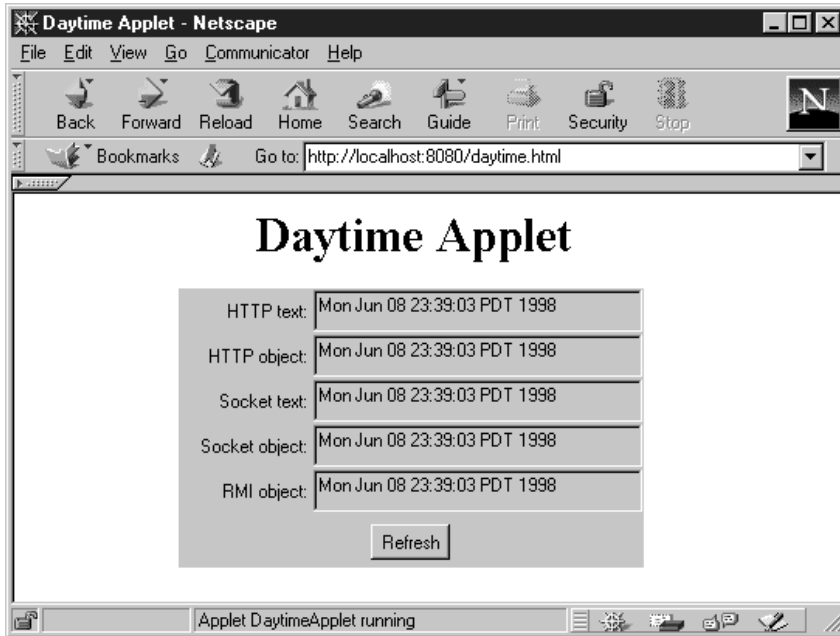 Daytime Applet - Netscape
File Edit View Go Communicator Help
Back Forward Reload Home Search Guide Print Security Stop
N
Bookmarks Go to: http://localhost:8080/daytime.html
Daytime Applet
HTTP text: Mon Jun 08 23:39:03 PDT 1998
HTTP object: Mon Jun 08 23:39:03 PDT 1998
Socket text: Mon Jun 08 23:39:03 PDT 1998
Socket object: Mon Jun 08 23:39:03 PDT 1998
RMI object: Mon Jun 08 23:39:03 PDT 1998
Refresh
Applet DaytimeApplet running